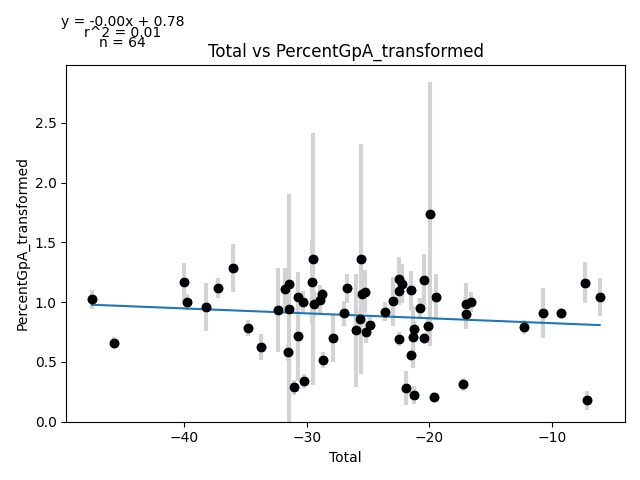 y = -0.00x + 0.78
r^2 = 0.01
n = 64
Total vs PercentGpA_transformed
PercentGpA_transformed
2.5
2.0
1.5
1.0
0.5
0.0
−40
−30
−20
−10
Total